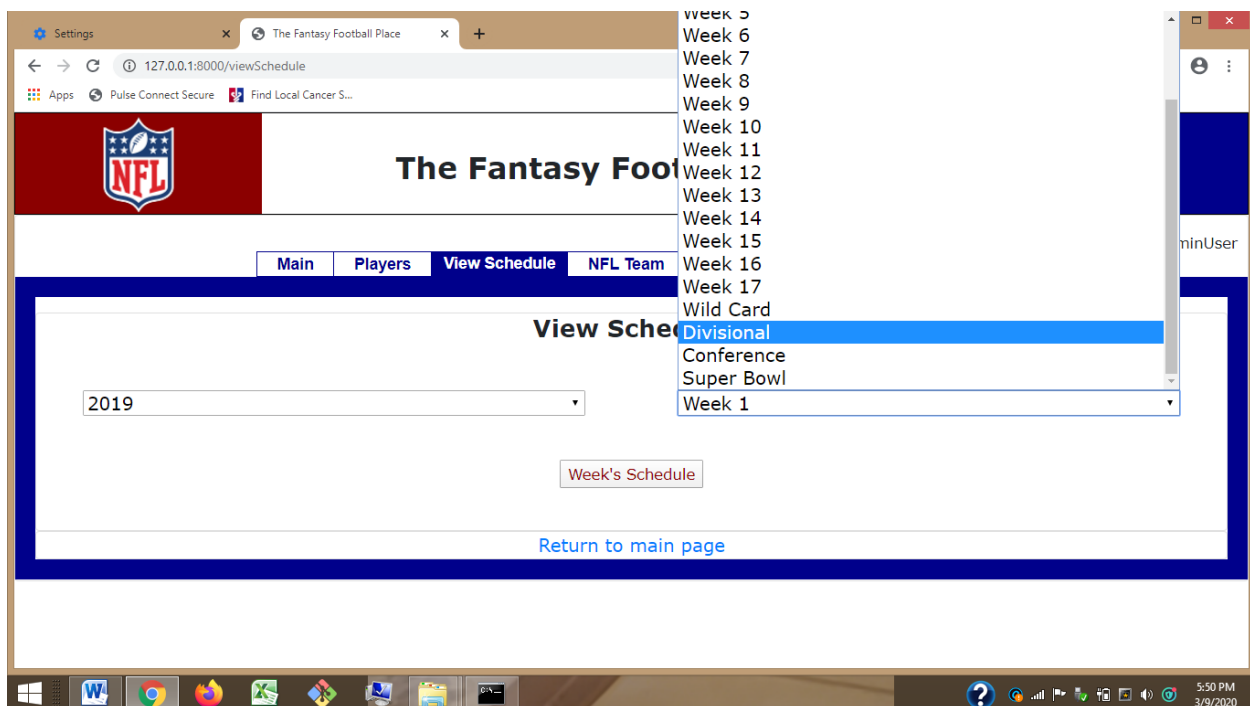 Settings
The Fantasy Football Place
127.0.0.1:8000/viewSchedule
Apps Pulse Connect Secure Find Local Cancer S...
NFL
The Fantasy Foot
minUser
Main Players View Schedule NFL Team
View Sched
2019
Week 5
Week 6
Week 7
Week 8
Week 9
Week 10
Week 11
Week 12
Week 13
Week 14
Week 15
Week 16
Week 17
Wild Card
Divisional
Conference
Super Bowl
Week 1
Week's Schedule
Return to main page
5:50 PM
3/9/2020